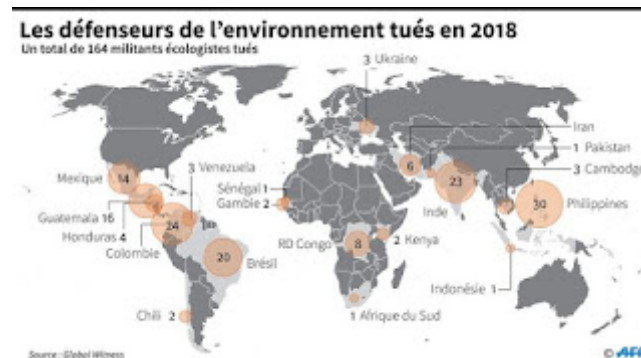 Les défenseurs de l'environnement tués en 2018
Un total de 164 militants écologistes tués
3 Ukraine
Iran
6
1 Pakistan
3 Cambodge
Mexique 14
3 Venezuela
Sénégal 1
Gambie 2
23
Inde
30 Philippines
Guatemala 16
Honduras 4
24
Colombie
20 Brésil
RD Congo 8
2 Kenya
Indonésie 1
Chili 2
1 Afrique du Sud
Source : Global Witness
© AFP